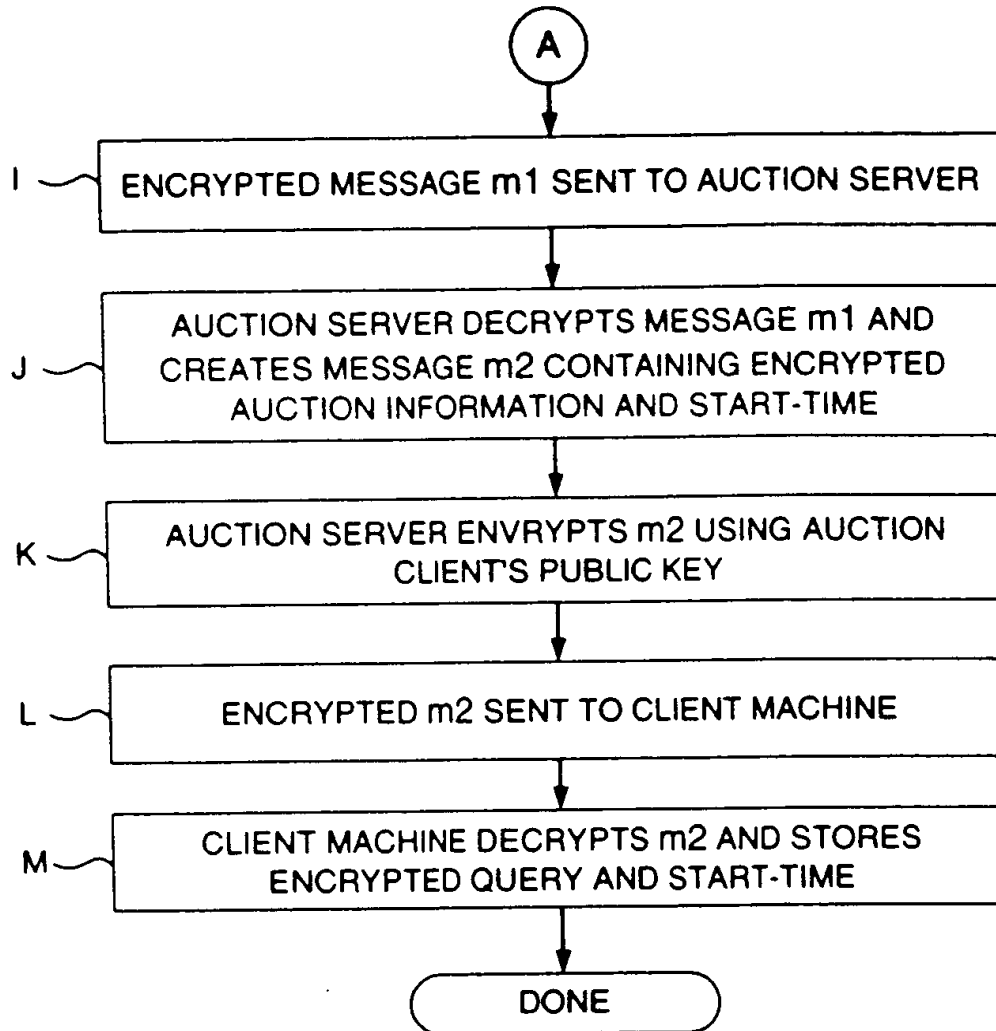 A
I
ENCRYPTED MESSAGE m1 SENT TO AUCTION SERVER
J
AUCTION SERVER DECRYPTS MESSAGE m1 AND
CREATES MESSAGE m2 CONTAINING ENCRYPTED
AUCTION INFORMATION AND START-TIME
K
AUCTION SERVER ENVRYPTS m2 USING AUCTION
CLIENT'S PUBLIC KEY
L
ENCRYPTED m2 SENT TO CLIENT MACHINE
M
CLIENT MACHINE DECRYPTS m2 AND STORES
ENCRYPTED QUERY AND START-TIME
DONE